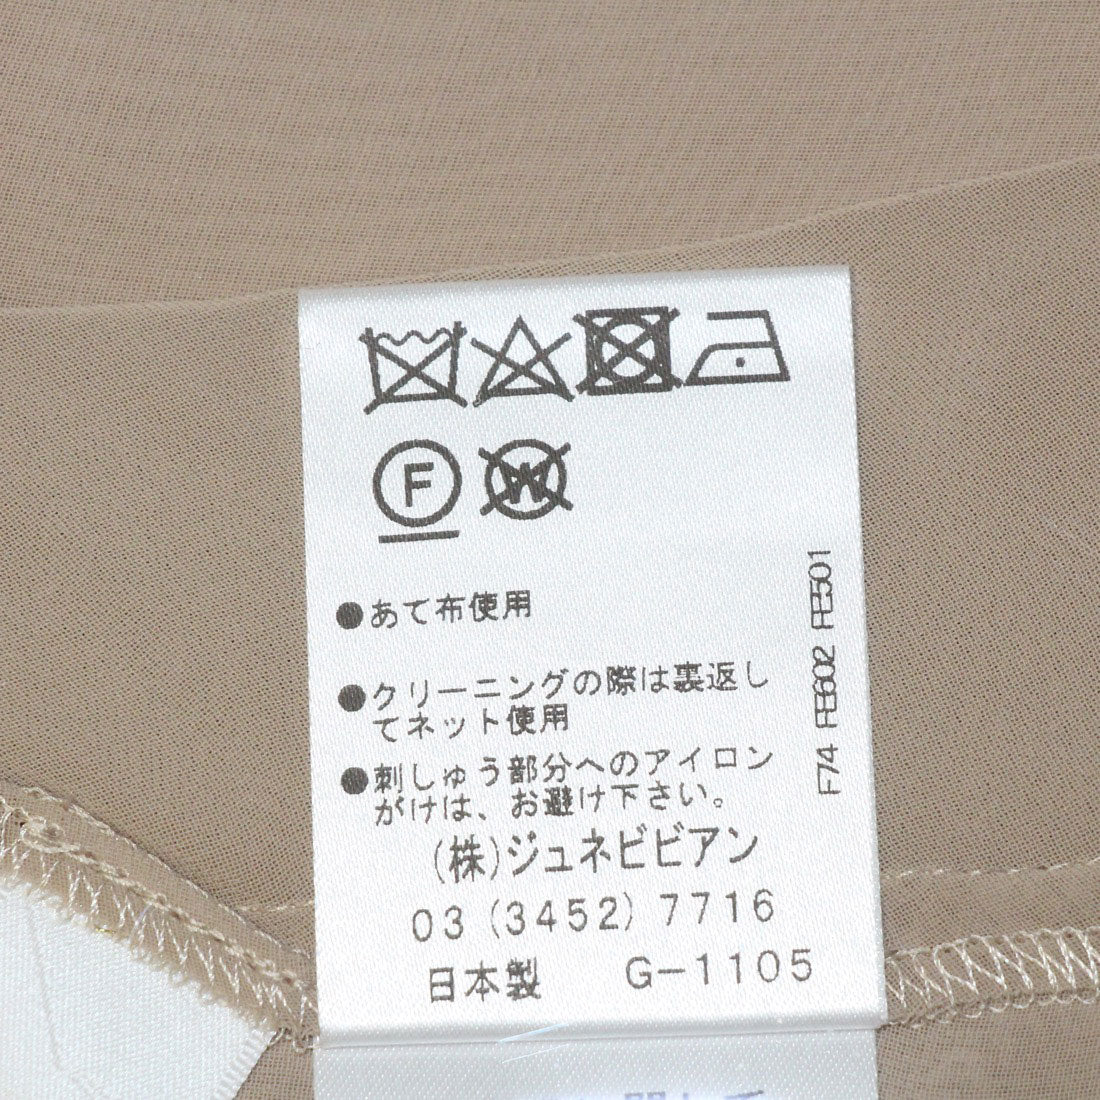 F
W
●あて布使用
●クリーニングの際は裏返し
てネット使用
●刺しゅう部分へのアイロン
がけは、お避け下さい。
(株)ジュネビビアン
03(3452)7716
日本製 G-1105
F74 FE602 FE501